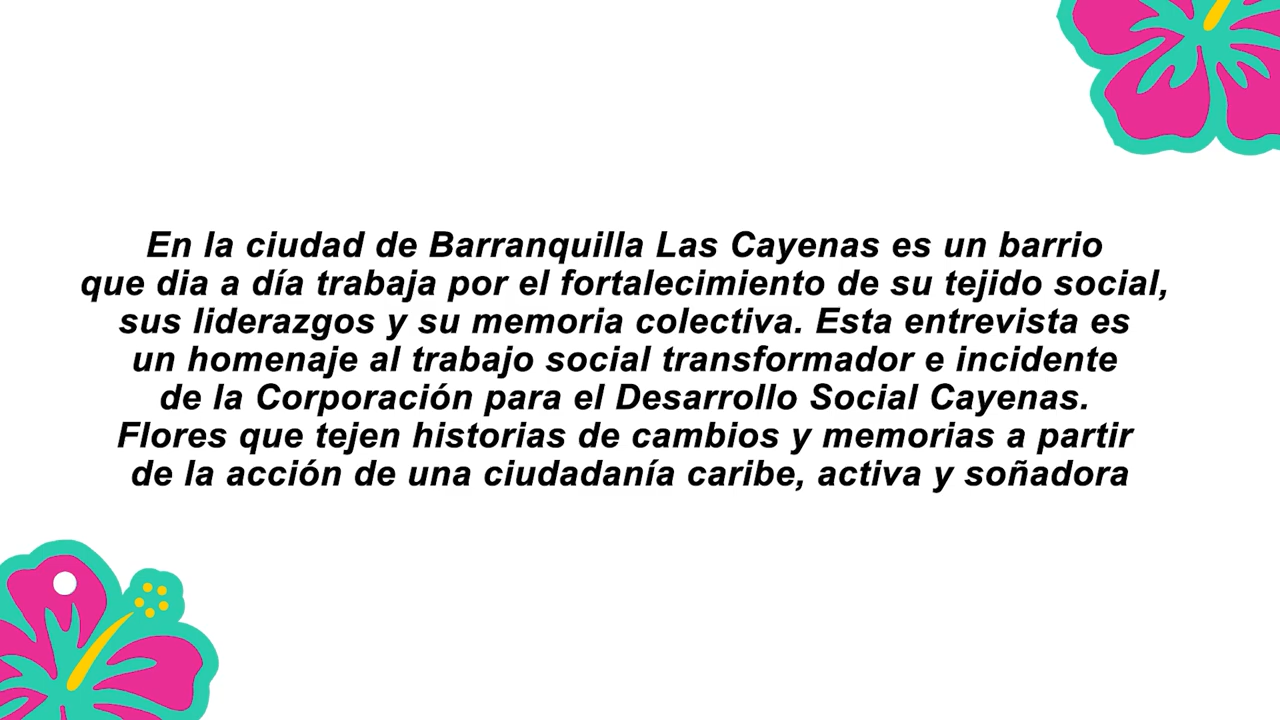 En la ciudad de Barranquilla Las Cayenas es un barrio
que dia a día trabaja por el fortalecimiento de su tejido social,
sus liderazgos y su memoria colectiva. Esta entrevista es
un homenaje al trabajo social transformador e incidente
de la Corporación para el Desarrollo Social Cayenas.
Flores que tejen historias de cambios y memorias a partir
de la acción de una ciudadanía caribe, activa y soñadora